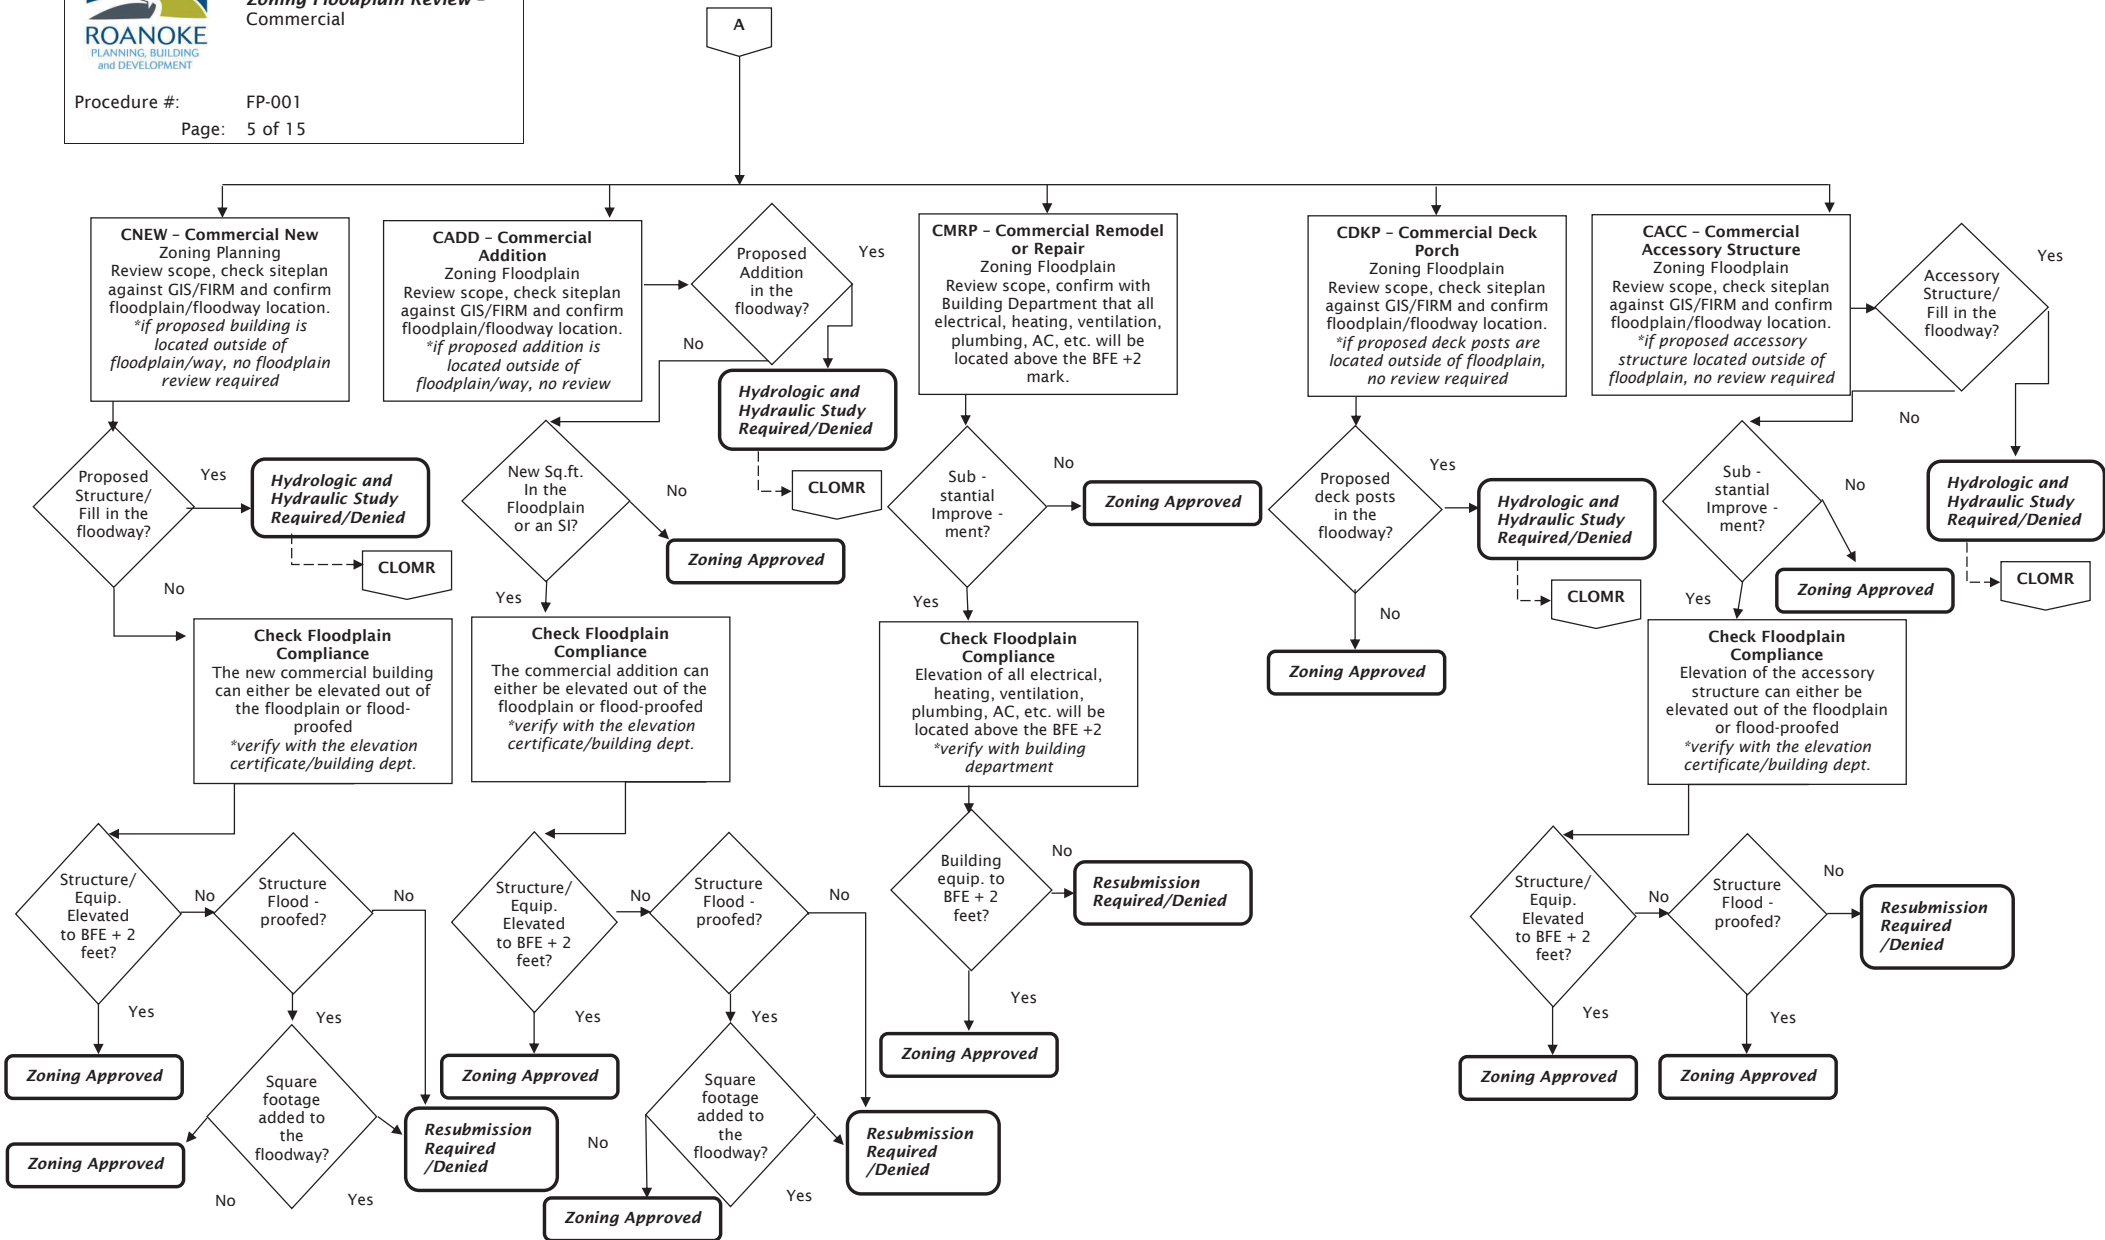 Zoning Floodplain Review –
Commercial
ROANOKE
PLANNING, BUILDING
and DEVELOPMENT
Procedure #: FP-001
Page: 5 of 15
A
CNEW – Commercial New
Zoning Planning
Review scope, check siteplan
against GIS/FIRM and confirm
floodplain/floodway location.
*if proposed building is
located outside of
floodplain/way, no floodplain
review required
Proposed
Structure/
Fill in the
floodway?
Yes
Hydrologic and
Hydraulic Study
Required/Denied
CLOMR
No
Check Floodplain
Compliance
The new commercial building
can either be elevated out of
the floodplain or flood-
proofed
*verify with the elevation
certificate/building dept.
Structure/
Equip.
Elevated
to BFE + 2
feet?
No
Structure
Flood -
proofed?
No
Yes
Yes
Zoning Approved
Square
footage
added to
the
floodway?
Zoning Approved
No
Yes
Resubmission
Required
/Denied
CADD – Commercial
Addition
Zoning Floodplain
Review scope, check siteplan
against GIS/FIRM and confirm
floodplain/floodway location.
*if proposed addition is
located outside of
floodplain/way, no review
Proposed
Addition
in the
floodway?
Yes
No
Hydrologic and
Hydraulic Study
Required/Denied
CLOMR
New Sq.ft.
In the
Floodplain
or an SI?
No
Zoning Approved
Yes
Check Floodplain
Compliance
The commercial addition can
either be elevated out of the
floodplain or flood-proofed
*verify with the elevation
certificate/building dept.
Structure/
Equip.
Elevated
to BFE + 2
feet?
No
Structure
Flood -
proofed?
No
Yes
Yes
Zoning Approved
Square
footage
added to
the
floodway?
No
Yes
Zoning Approved
Resubmission
Required
/Denied
CMRP – Commercial Remodel
or Repair
Zoning Floodplain
Review scope, confirm with
Building Department that all
electrical, heating, ventilation,
plumbing, AC, etc. will be
located above the BFE +2
mark.
Sub -
stantial
Improve -
ment?
No
Zoning Approved
Yes
Check Floodplain
Compliance
Elevation of all electrical,
heating, ventilation,
plumbing, AC, etc. will be
located above the BFE +2
*verify with building
department
Building
equip. to
BFE + 2
feet?
No
Resubmission
Required/Denied
Yes
Zoning Approved
CDKP – Commercial Deck
Porch
Zoning Floodplain
Review scope, check siteplan
against GIS/FIRM and confirm
floodplain/floodway location.
*if proposed deck posts are
located outside of floodplain,
no review required
Proposed
deck posts
in the
floodway?
Yes
Hydrologic and
Hydraulic Study
Required/Denied
CLOMR
No
Zoning Approved
CACC – Commercial
Accessory Structure
Zoning Floodplain
Review scope, check siteplan
against GIS/FIRM and confirm
floodplain/floodway location.
*if proposed accessory
structure located outside of
floodplain, no review required
Accessory
Structure/
Fill in the
floodway?
Yes
No
Hydrologic and
Hydraulic Study
Required/Denied
CLOMR
Sub -
stantial
Improve -
ment?
No
Zoning Approved
Yes
Check Floodplain
Compliance
Elevation of the accessory
structure can either be
elevated out of the floodplain
or flood-proofed
*verify with the elevation
certificate/building dept.
Structure/
Equip.
Elevated
to BFE + 2
feet?
No
Structure
Flood -
proofed?
No
Resubmission
Required
/Denied
Yes
Yes
Zoning Approved
Zoning Approved